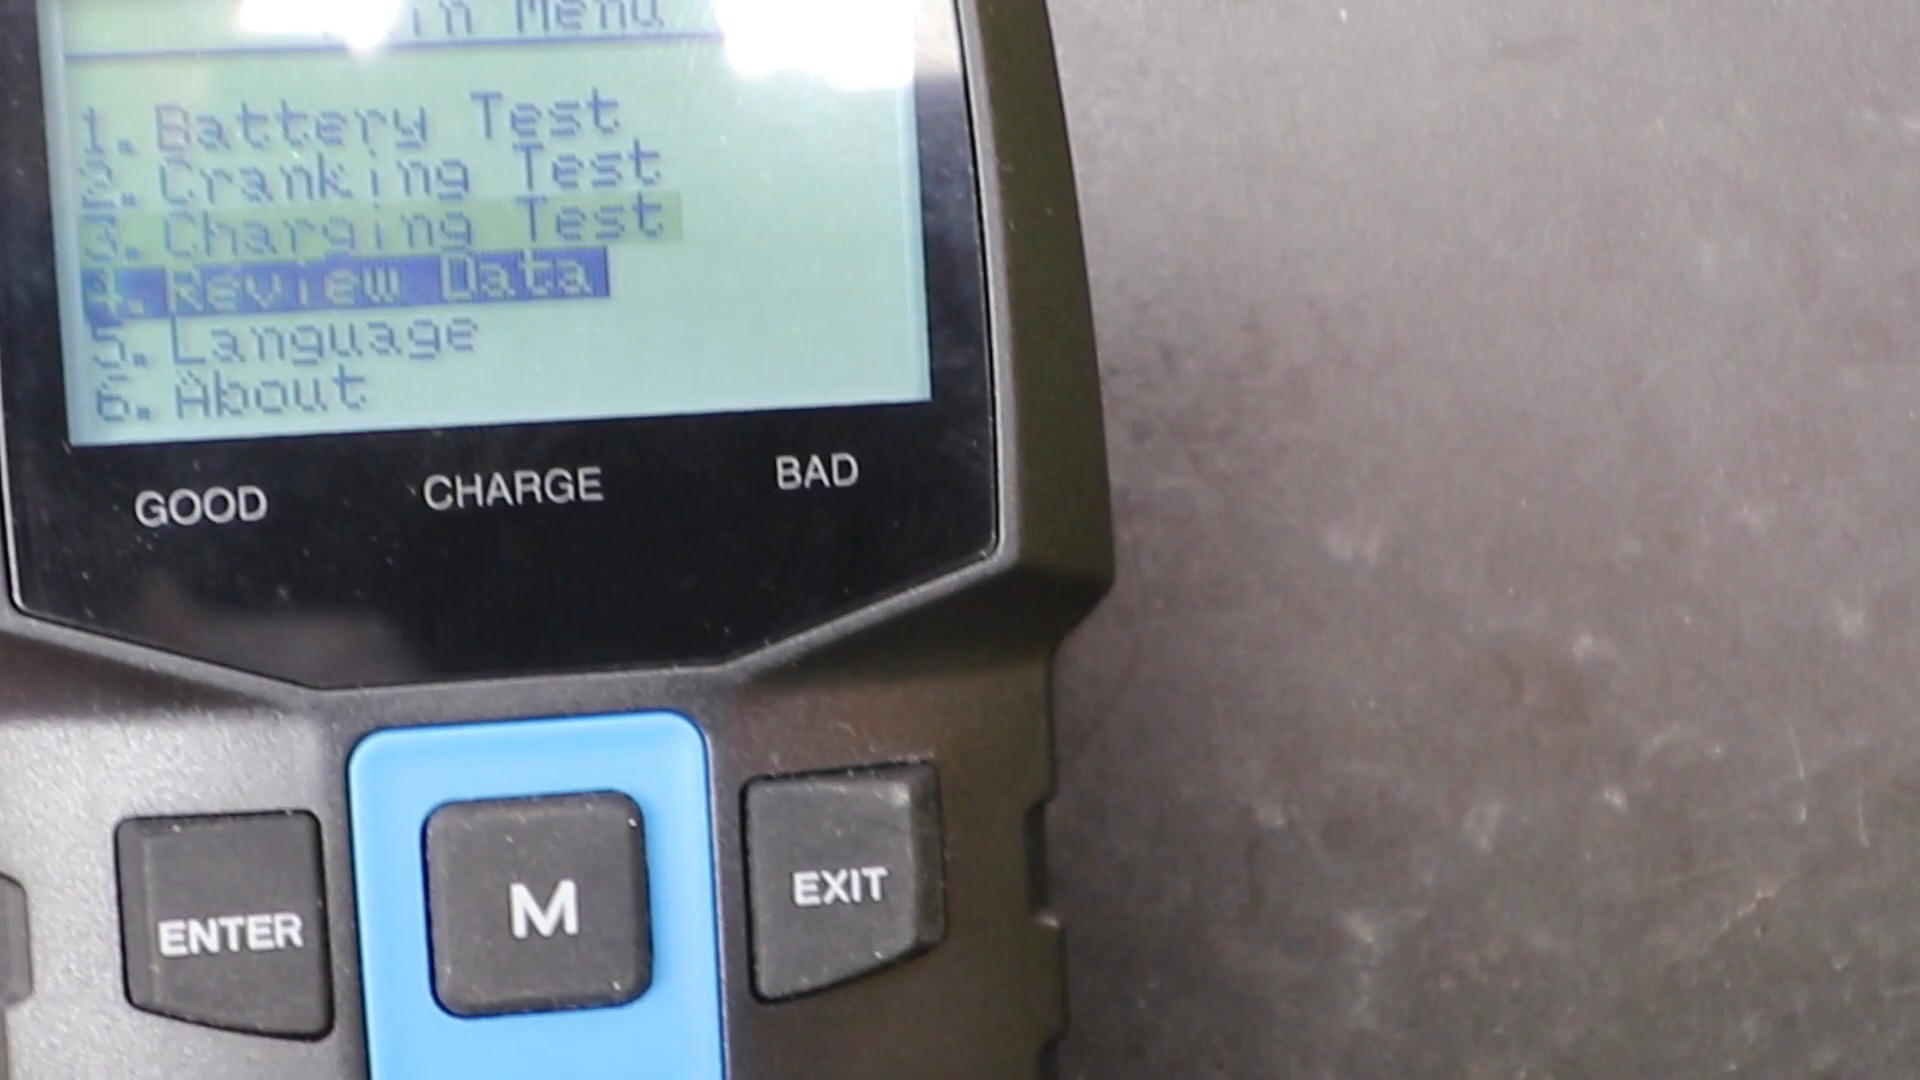 in Menu
1. Battery Test
2. Cranking Test
3. Charging Test
4. Review Data
5. Language
6. About
GOOD CHARGE BAD
ENTER M EXIT